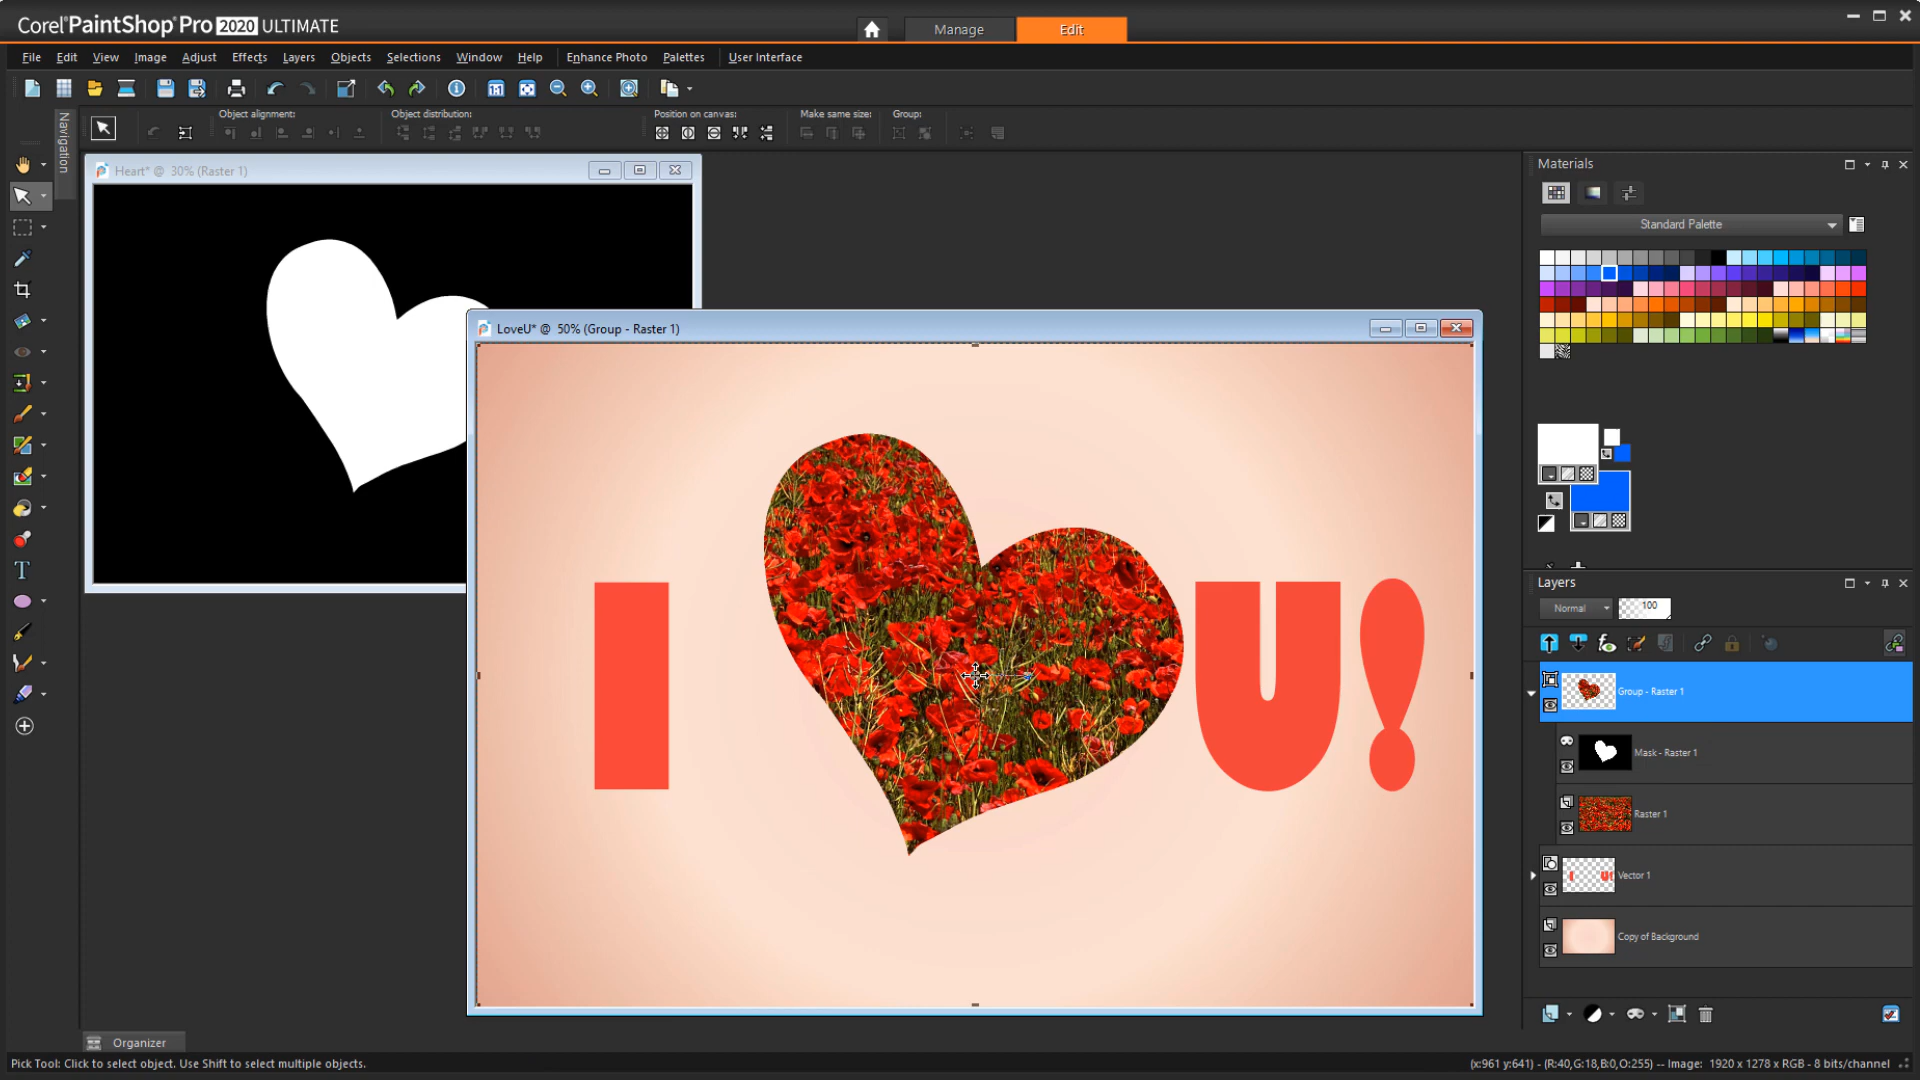 Corel® PaintShop® Pro 2020 ULTIMATE
Manage
Edit
File Edit View Image Adjust Effects Layers Objects Selections Window Help Enhance Photo Palettes User Interface
1:1
Object alignment: Object distribution: Position on canvas: Make same size: Group:
Navigation
Heart* @ 30% (Raster 1)
LoveU* @ 50% (Group - Raster 1)
I U!
Materials
Standard Palette
Layers
Normal 100
Group - Raster 1
Mask - Raster 1
Raster 1
I U!
Vector 1
Copy of Background
T
Organizer
Pick Tool: Click to select object. Use Shift to select multiple objects.
(x:961 y:641) - (R:40,G:18,B:0,O:255) -- Image: 1920 x 1278 x RGB - 8 bits/channel